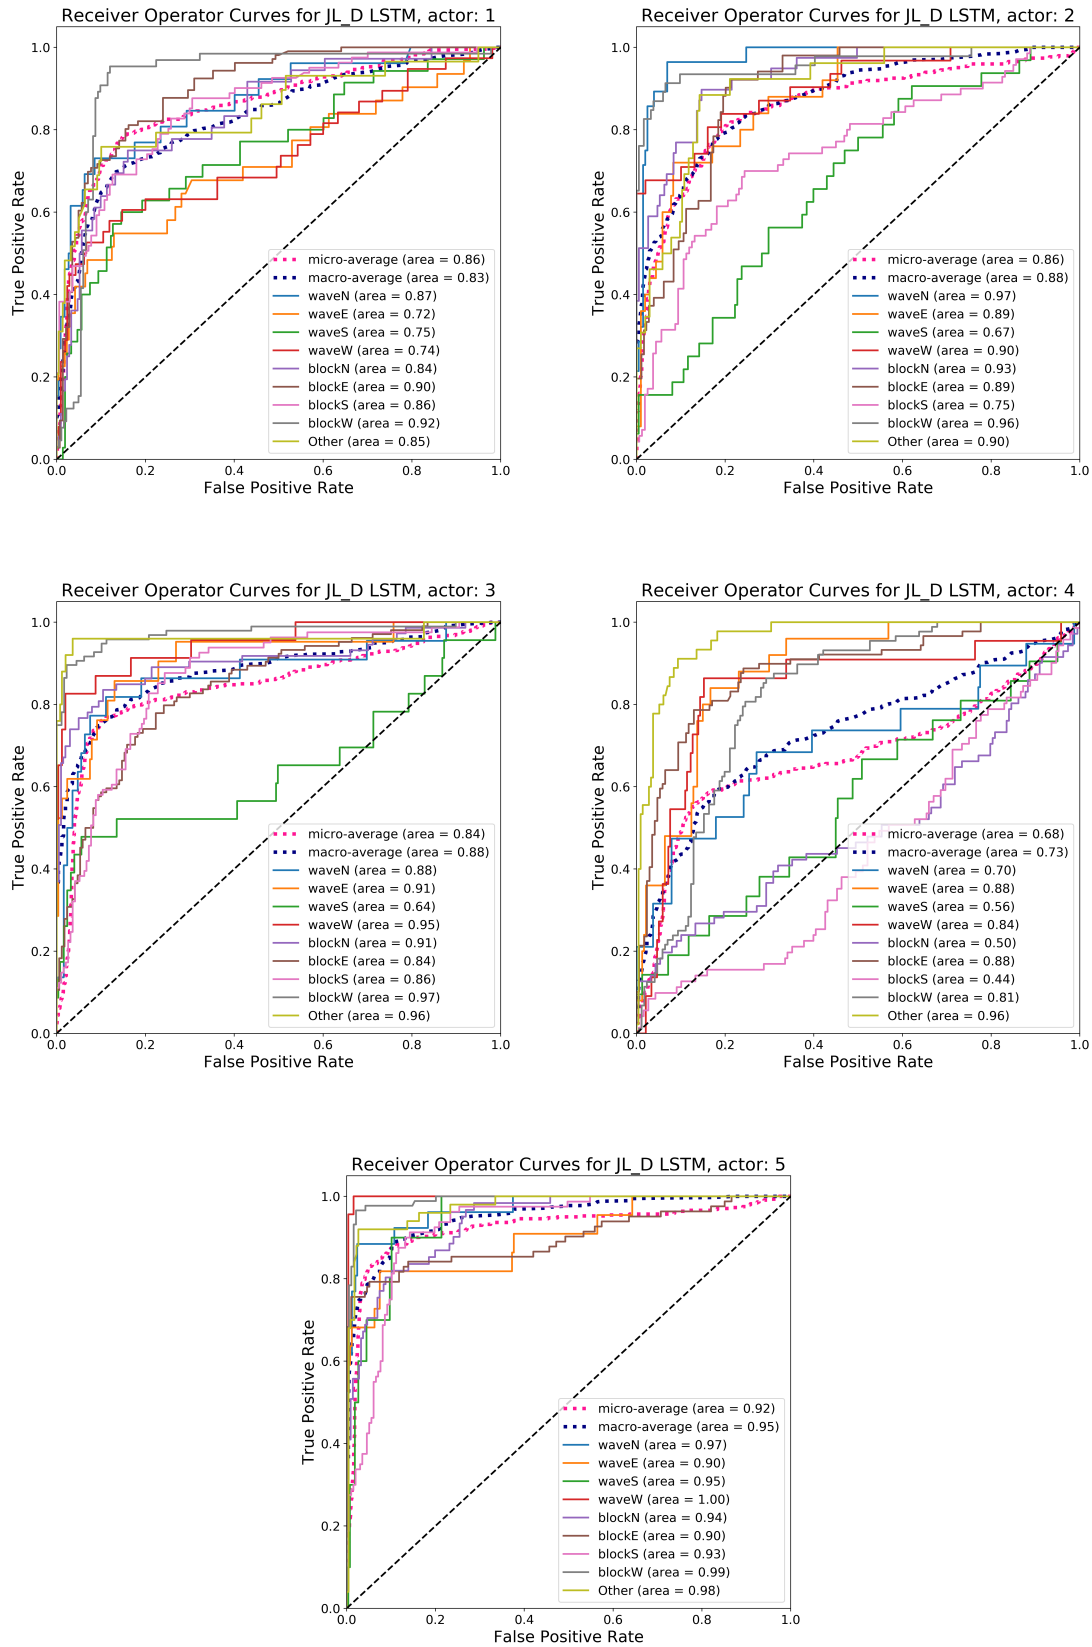 Receiver Operator Curves for JL_D LSTM, actor: 1
True Positive Rate
1.0
0.8
0.6
0.4
0.2
0.0
micro-average (area = 0.86)
macro-average (area = 0.83)
waveN (area = 0.87)
waveE (area = 0.72)
waveS (area = 0.75)
waveW (area = 0.74)
blockN (area = 0.84)
blockE (area = 0.90)
blockS (area = 0.86)
blockW (area = 0.92)
Other (area = 0.85)
0.0 0.2 0.4 0.6 0.8 1.0
False Positive Rate
Receiver Operator Curves for JL_D LSTM, actor: 2
True Positive Rate
1.0
0.8
0.6
0.4
0.2
0.0
micro-average (area = 0.86)
macro-average (area = 0.88)
waveN (area = 0.97)
waveE (area = 0.89)
waveS (area = 0.67)
waveW (area = 0.90)
blockN (area = 0.93)
blockE (area = 0.89)
blockS (area = 0.75)
blockW (area = 0.96)
Other (area = 0.90)
0.0 0.2 0.4 0.6 0.8 1.0
False Positive Rate
Receiver Operator Curves for JL_D LSTM, actor: 3
True Positive Rate
1.0
0.8
0.6
0.4
0.2
0.0
micro-average (area = 0.84)
macro-average (area = 0.88)
waveN (area = 0.88)
waveE (area = 0.91)
waveS (area = 0.64)
waveW (area = 0.95)
blockN (area = 0.91)
blockE (area = 0.84)
blockS (area = 0.86)
blockW (area = 0.97)
Other (area = 0.96)
0.0 0.2 0.4 0.6 0.8 1.0
False Positive Rate
Receiver Operator Curves for JL_D LSTM, actor: 4
True Positive Rate
1.0
0.8
0.6
0.4
0.2
0.0
micro-average (area = 0.68)
macro-average (area = 0.73)
waveN (area = 0.70)
waveE (area = 0.88)
waveS (area = 0.56)
waveW (area = 0.84)
blockN (area = 0.50)
blockE (area = 0.88)
blockS (area = 0.44)
blockW (area = 0.81)
Other (area = 0.96)
0.0 0.2 0.4 0.6 0.8 1.0
False Positive Rate
Receiver Operator Curves for JL_D LSTM, actor: 5
True Positive Rate
1.0
0.8
0.6
0.4
0.2
0.0
micro-average (area = 0.92)
macro-average (area = 0.95)
waveN (area = 0.97)
waveE (area = 0.90)
waveS (area = 0.95)
waveW (area = 1.00)
blockN (area = 0.94)
blockE (area = 0.90)
blockS (area = 0.93)
blockW (area = 0.99)
Other (area = 0.98)
0.0 0.2 0.4 0.6 0.8 1.0
False Positive Rate